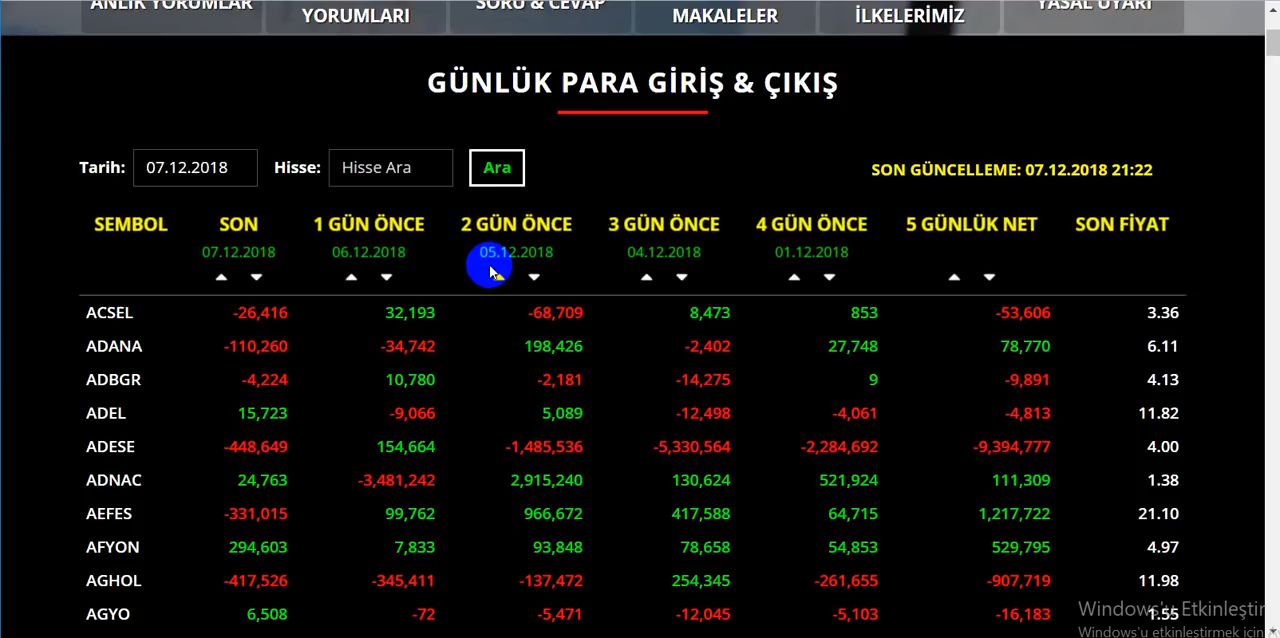 ANLIK YORUMLAR
YORUMLARI
SORU & CEVAP
MAKALELER
İLKELERİMİZ
YASAL UYARI
GÜNLÜK PARA GİRİŞ & ÇIKIŞ
Tarih: 07.12.2018 Hisse: Hisse Ara Ara
SON GÜNCELLEME: 07.12.2018 21:22
SEMBOL SON 1 GÜN ÖNCE 2 GÜN ÖNCE 3 GÜN ÖNCE 4 GÜN ÖNCE 5 GÜNLÜK NET SON FİYAT
07.12.2018 06.12.2018 05.12.2018 04.12.2018 01.12.2018
ACSEL -26,416 32,193 -68,709 8,473 853 -53,606 3.36
ADANA -110,260 -34,742 198,426 -2,402 27,748 78,770 6.11
ADBGR -4,224 10,780 -2,181 -14,275 9 -9,891 4.13
ADEL 15,723 -9,066 5,089 -12,498 -4,061 -4,813 11.82
ADESE -448,649 154,664 -1,485,536 -5,330,564 -2,284,692 -9,394,777 4.00
ADNAC 24,763 -3,481,242 2,915,240 130,624 521,924 111,309 1.38
AEFES -331,015 99,762 966,672 417,588 64,715 1,217,722 21.10
AFYON 294,603 7,833 93,848 78,658 54,853 529,795 4.97
AGHOL -417,526 -345,411 -137,472 254,345 -261,655 -907,719 11.98
AGYO 6,508 -72 -5,471 -12,045 -5,103 -16,183 1.55
Windows'u Etkinleştir
Windows'u etkinleştirmek için